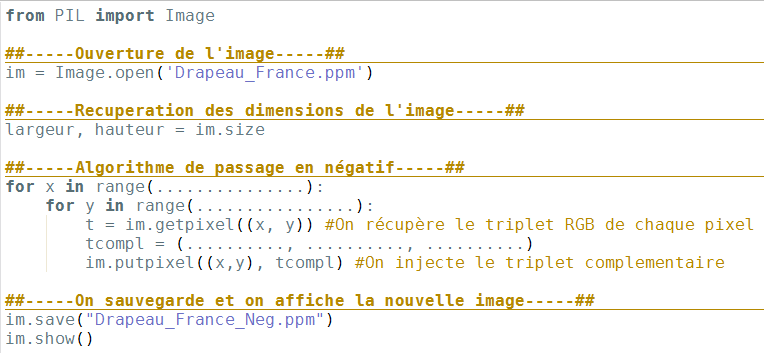 from PIL import Image
##-----Ouverture de l'image-----##
im = Image.open('Drapeau_France.ppm')
##-----Recuperation des dimensions de l'image-----##
largeur, hauteur = im.size
##-----Algorithme de passage en négatif-----##
for x in range(...............):
    for y in range(................):
        t = im.getpixel((x, y)) #On récupère le triplet RGB de chaque pixel
        tcompl = (.........., .........., ..........)
        im.putpixel((x,y), tcompl) #On injecte le triplet complementaire
##-----On sauvegarde et on affiche la nouvelle image-----##
im.save("Drapeau_France_Neg.ppm")
im.show()